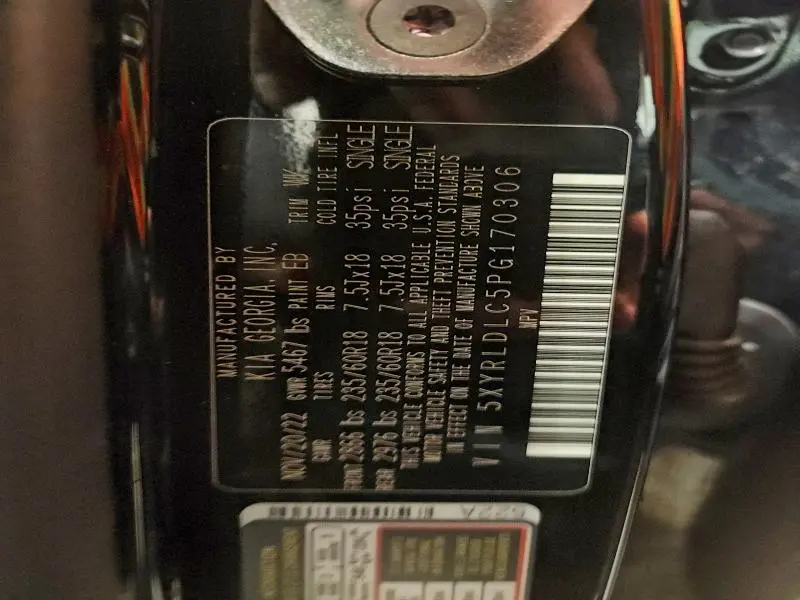 MANUFACTURED BY
KIA GEORGIA, INC.
NOV/20/22 GVWR 5467 lbs PAINT EB TRIM WK
GAWR TIRES RIMS COLD TIRE INFL
FRONT 2866 lbs 235/60R18 7.5Jx18 35psi SINGLE
REAR 2976 lbs 235/60R18 7.5Jx18 35psi SINGLE
THIS VEHICLE CONFORMS TO ALL APPLICABLE U.S.A. FEDERAL
MOTOR VEHICLE SAFETY AND THEFT PREVENTION STANDARDS
IN EFFECT ON THE DATE OF MANUFACTURE SHOWN ABOVE
VIN 5XYRLDLC5PG170306
MPV